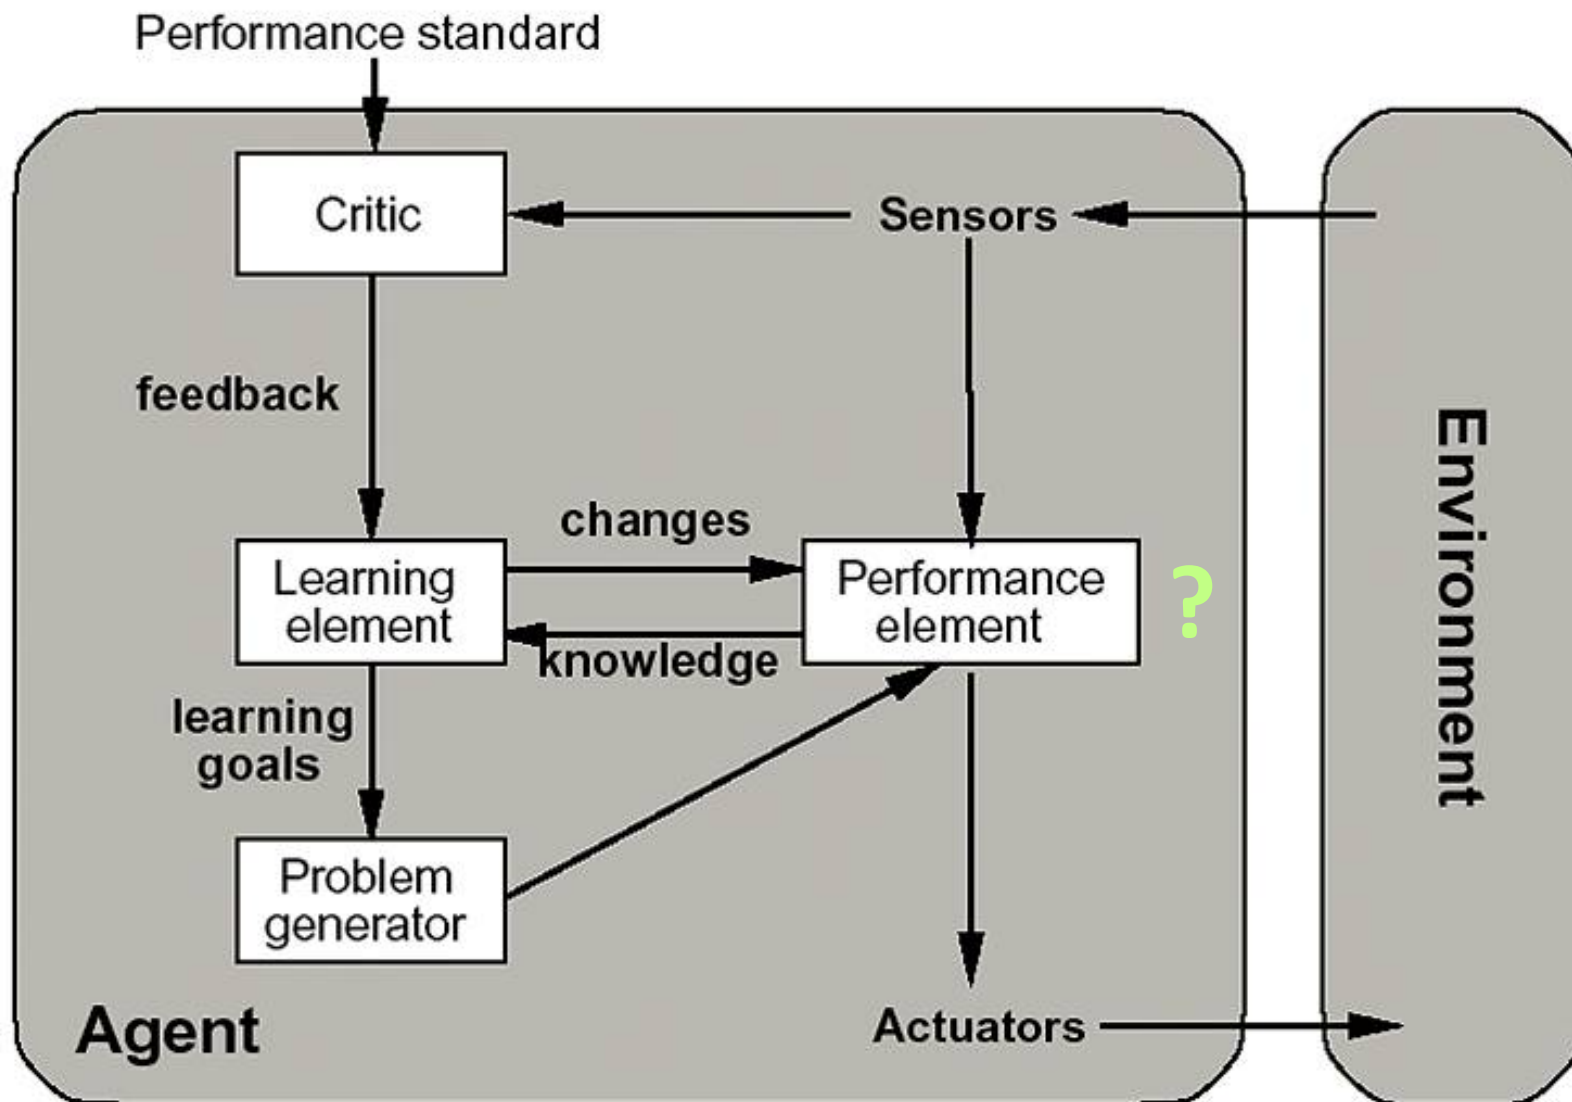 Performance standard
Critic
Sensors
feedback
changes
Learning
element
Performance
element
?
knowledge
learning
goals
Problem
generator
Agent
Actuators
Environment